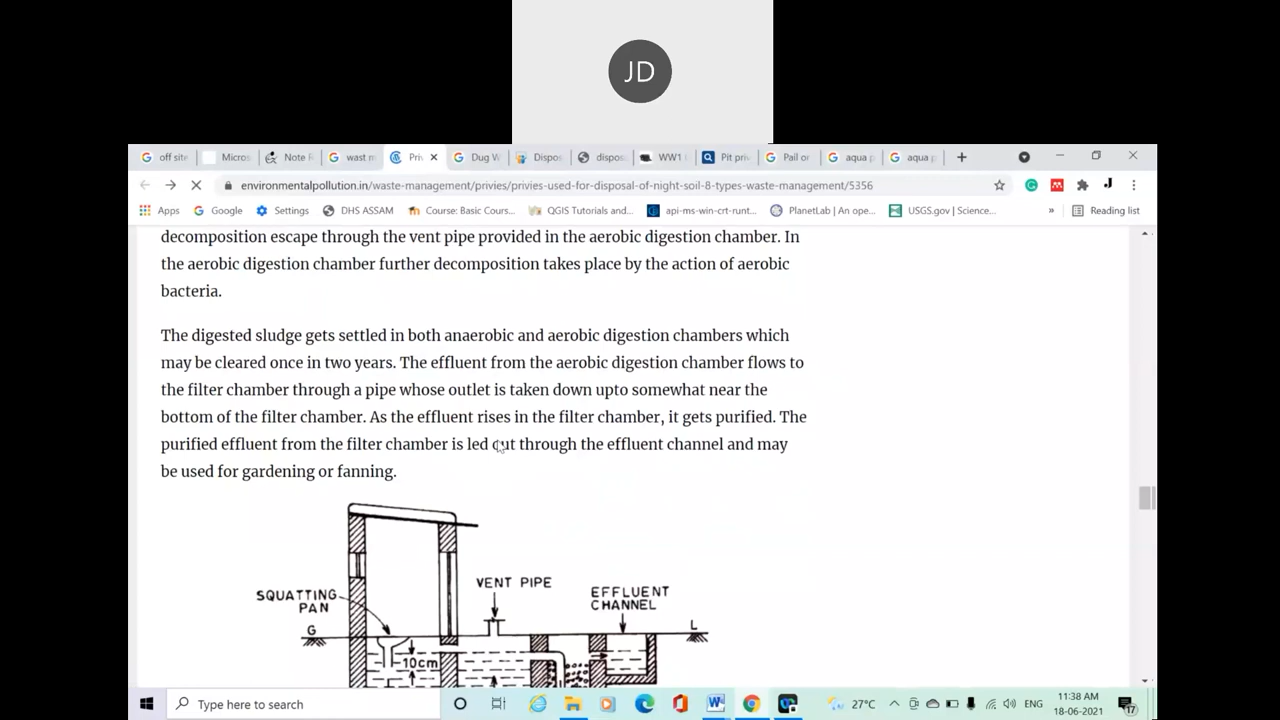 JD
off site
Micros
Note R
wast m
Priv
Dug W
Dispos
dispos
WW1
Pit priv
Pail or
aqua p
aqua p
environmentalpollution.in/waste-management/privies/privies-used-for-disposal-of-night-soil-8-types-waste-management/5356
Apps
Google
Settings
DHS ASSAM
Course: Basic Cours...
QGIS Tutorials and...
api-ms-win-crt-runt...
PlanetLab | An ope...
USGS.gov | Science...
»
Reading list
decomposition escape through the vent pipe provided in the aerobic digestion chamber. In
the aerobic digestion chamber further decomposition takes place by the action of aerobic
bacteria.
The digested sludge gets settled in both anaerobic and aerobic digestion chambers which
may be cleared once in two years. The effluent from the aerobic digestion chamber flows to
the filter chamber through a pipe whose outlet is taken down upto somewhat near the
bottom of the filter chamber. As the effluent rises in the filter chamber, it gets purified. The
purified effluent from the filter chamber is led out through the effluent channel and may
be used for gardening or fanning.
SQUATTING
PAN
VENT PIPE
EFFLUENT
CHANNEL
G
L
10cm
Type here to search
27°C
ENG
11:38 AM
18-06-2021
17